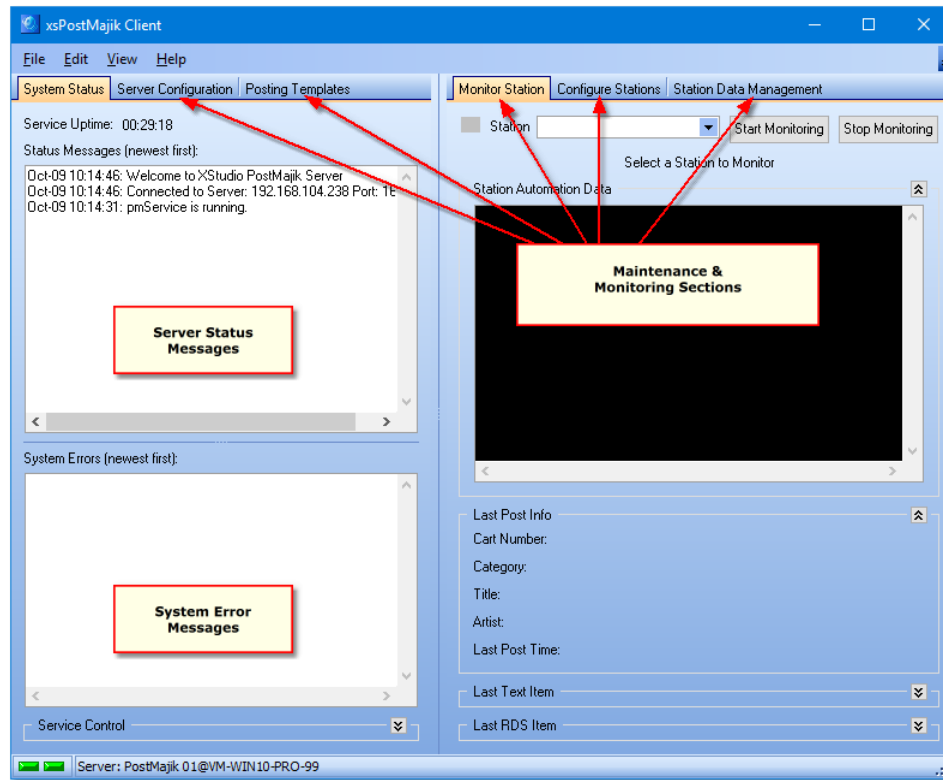 xsPostMajik Client
File Edit View Help
System Status Server Configuration Posting Templates
Service Uptime: 00:29:18
Status Messages (newest first):
Oct-09 10:14:46: Welcome to XStudio PostMajik Server
Oct-09 10:14:46: Connected to Server: 192.168.104.238 Port: 16
Oct-09 10:14:31: pmService is running.
Server Status
Messages
System Errors (newest first):
System Error
Messages
Service Control
Monitor Station Configure Stations Station Data Management
Station Start Monitoring Stop Monitoring
Select a Station to Monitor
Station Automation Data
Maintenance &
Monitoring Sections
Last Post Info
Cart Number:
Category:
Title:
Artist:
Last Post Time:
Last Text Item
Last RDS Item
Server: PostMajik 01@VM-WIN10-PRO-99